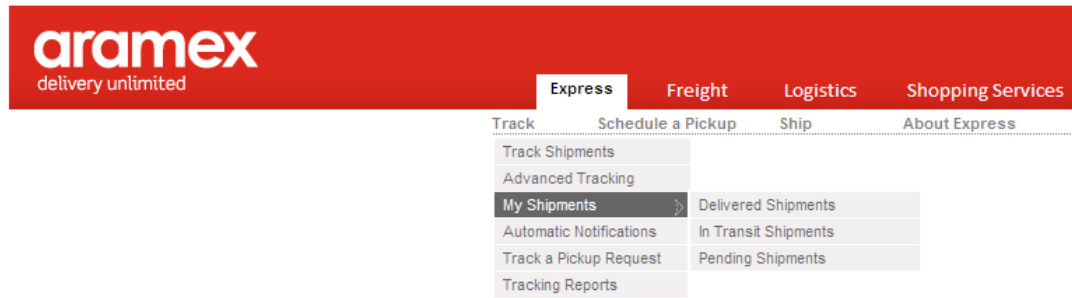 aramex
delivery unlimited
Express Freight Logistics Shopping Services
Track Schedule a Pickup Ship About Express
Track Shipments
Advanced Tracking
My Shipments Delivered Shipments
Automatic Notifications In Transit Shipments
Track a Pickup Request Pending Shipments
Tracking Reports